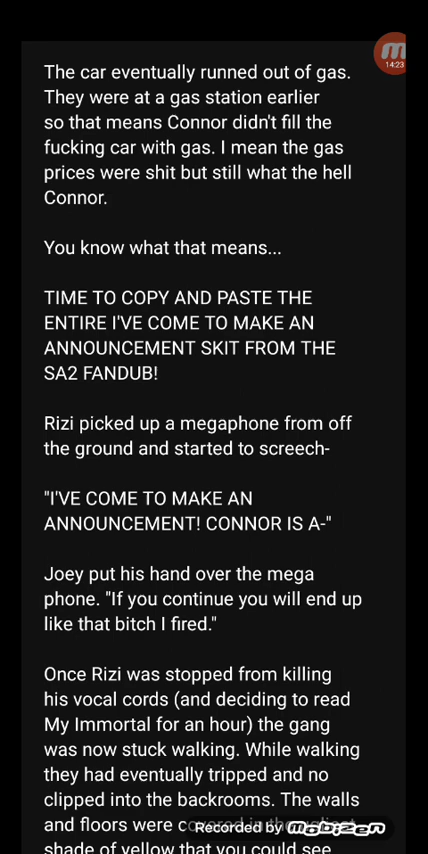 14:23
The car eventually runned out of gas.
They were at a gas station earlier
so that means Connor didn't fill the
fucking car with gas. I mean the gas
prices were shit but still what the hell
Connor.
You know what that means...
TIME TO COPY AND PASTE THE
ENTIRE I'VE COME TO MAKE AN
ANNOUNCEMENT SKIT FROM THE
SA2 FANDUB!
Rizi picked up a megaphone from off
the ground and started to screech-
"I'VE COME TO MAKE AN
ANNOUNCEMENT! CONNOR IS A-"
Joey put his hand over the mega
phone. "If you continue you will end up
like that bitch I fired."
Once Rizi was stopped from killing
his vocal cords (and deciding to read
My Immortal for an hour) the gang
was now stuck walking. While walking
they had eventually tripped and no
clipped into the backrooms. The walls
and floors were covered in the
Recorded by mobizen
shade of yellow that you could see